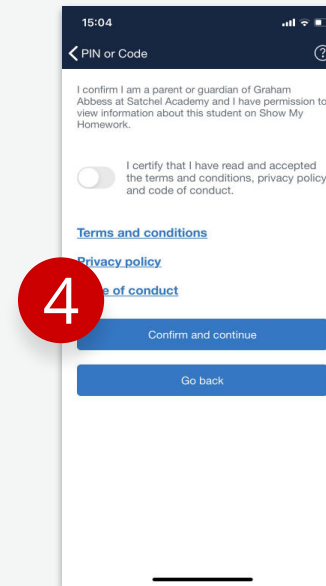 15:04
PIN or Code
I confirm I am a parent or guardian of Graham
Abbess at Satchel Academy and I have permission to
view information about this student on Show My
Homework.
I certify that I have read and accepted
the terms and conditions, privacy policy
and code of conduct.
Terms and conditions
Privacy policy
e of conduct
4
Confirm and continue
Go back